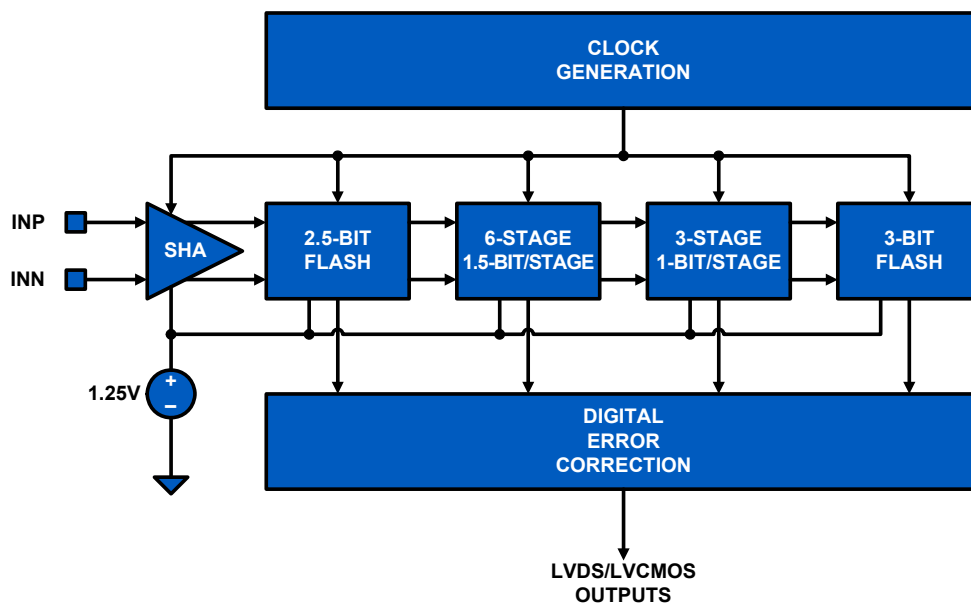 CLOCK
GENERATION
INP
INN
SHA
2.5-BIT
FLASH
6-STAGE
1.5-BIT/STAGE
3-STAGE
1-BIT/STAGE
3-BIT
FLASH
1.25V
+
–
DIGITAL
ERROR
CORRECTION
LVDS/LVCMOS
OUTPUTS